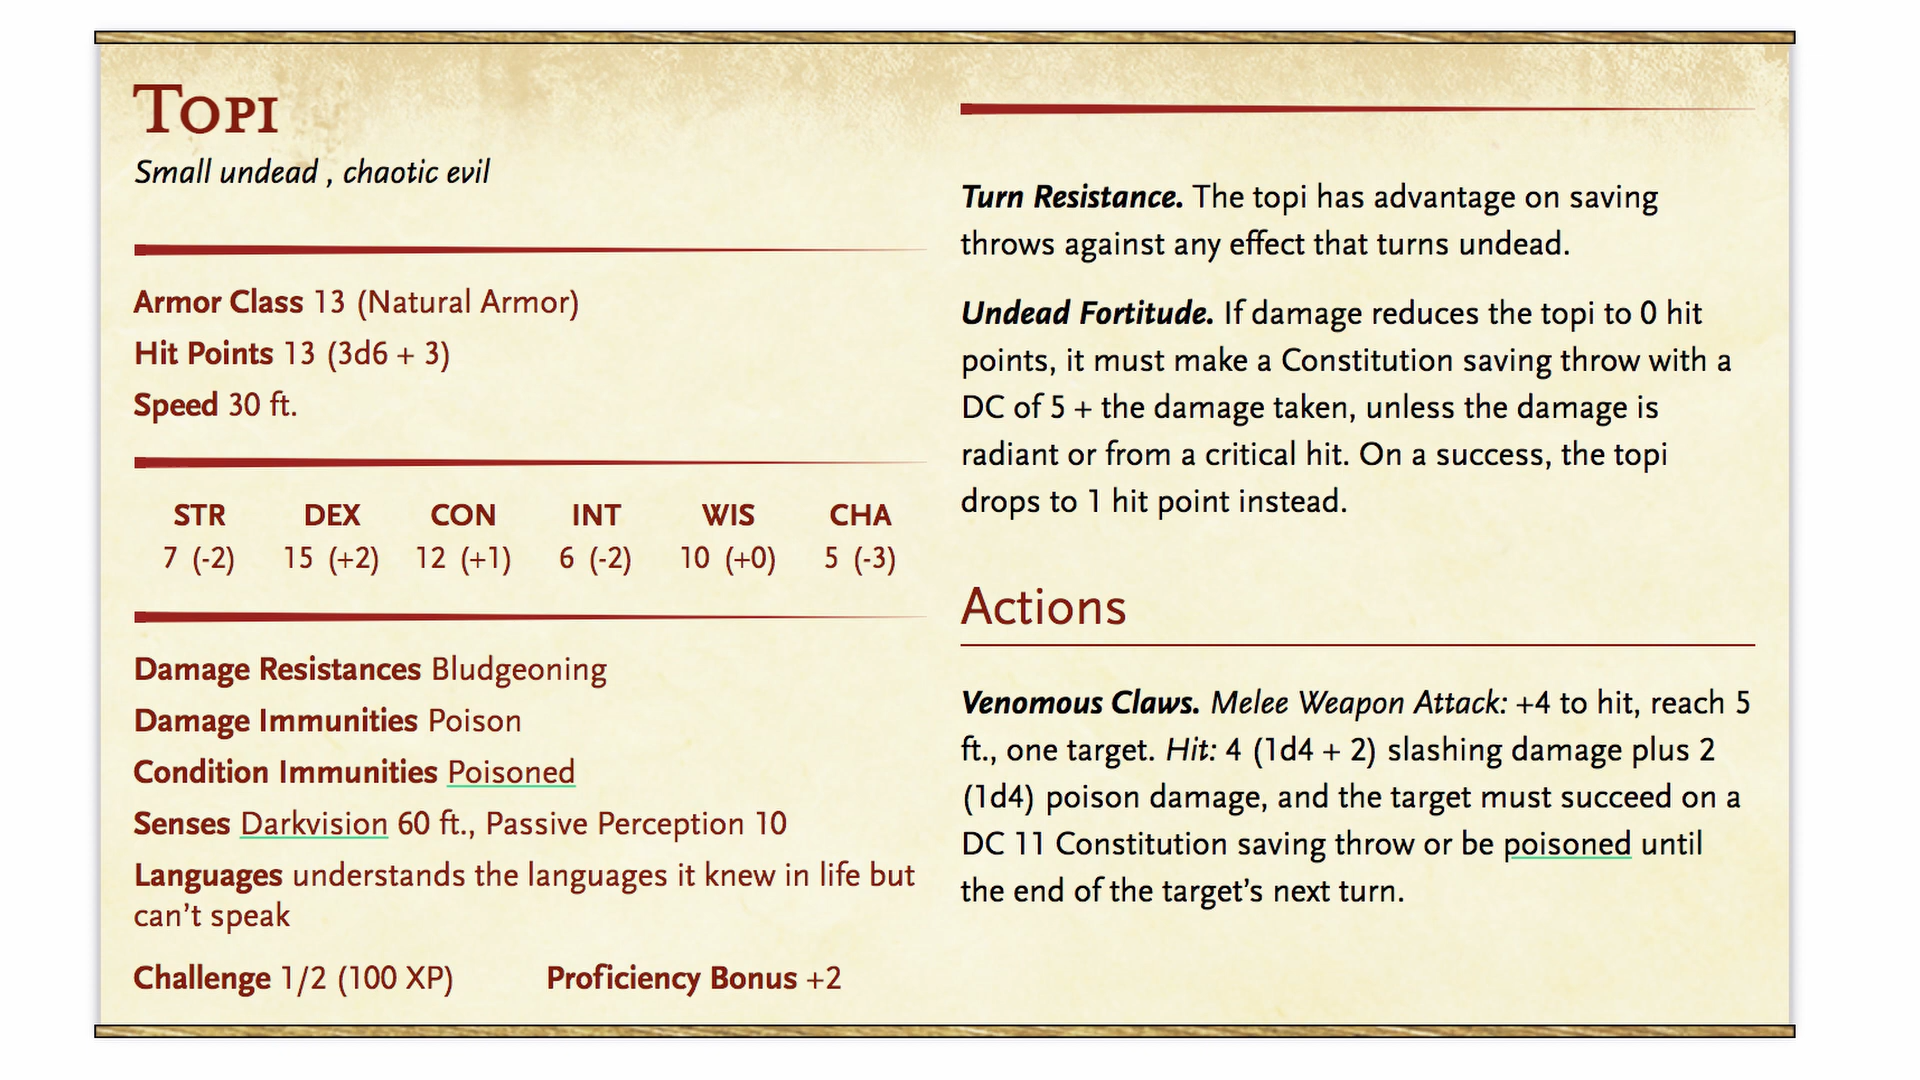 Topi
Small undead , chaotic evil
Armor Class 13 (Natural Armor)
Hit Points 13 (3d6 + 3)
Speed 30 ft.
STR DEX CON INT WIS CHA
7 (-2) 15 (+2) 12 (+1) 6 (-2) 10 (+0) 5 (-3)
Damage Resistances Bludgeoning
Damage Immunities Poison
Condition Immunities Poisoned
Senses Darkvision 60 ft., Passive Perception 10
Languages understands the languages it knew in life but
can’t speak
Challenge 1/2 (100 XP) Proficiency Bonus +2
Turn Resistance. The topi has advantage on saving
throws against any effect that turns undead.
Undead Fortitude. If damage reduces the topi to 0 hit
points, it must make a Constitution saving throw with a
DC of 5 + the damage taken, unless the damage is
radiant or from a critical hit. On a success, the topi
drops to 1 hit point instead.
Actions
Venomous Claws. Melee Weapon Attack: +4 to hit, reach 5
ft., one target. Hit: 4 (1d4 + 2) slashing damage plus 2
(1d4) poison damage, and the target must succeed on a
DC 11 Constitution saving throw or be poisoned until
the end of the target’s next turn.